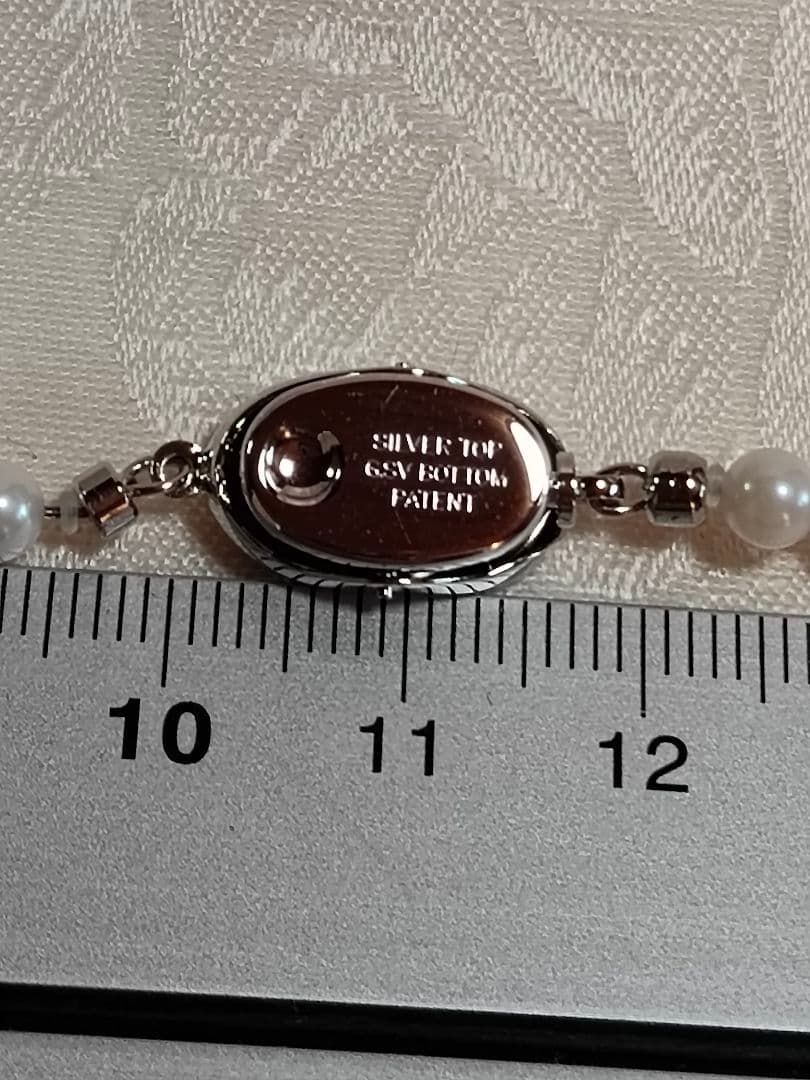 SILVER TOP
GSV BOTTOM
PATENT
10 11 12